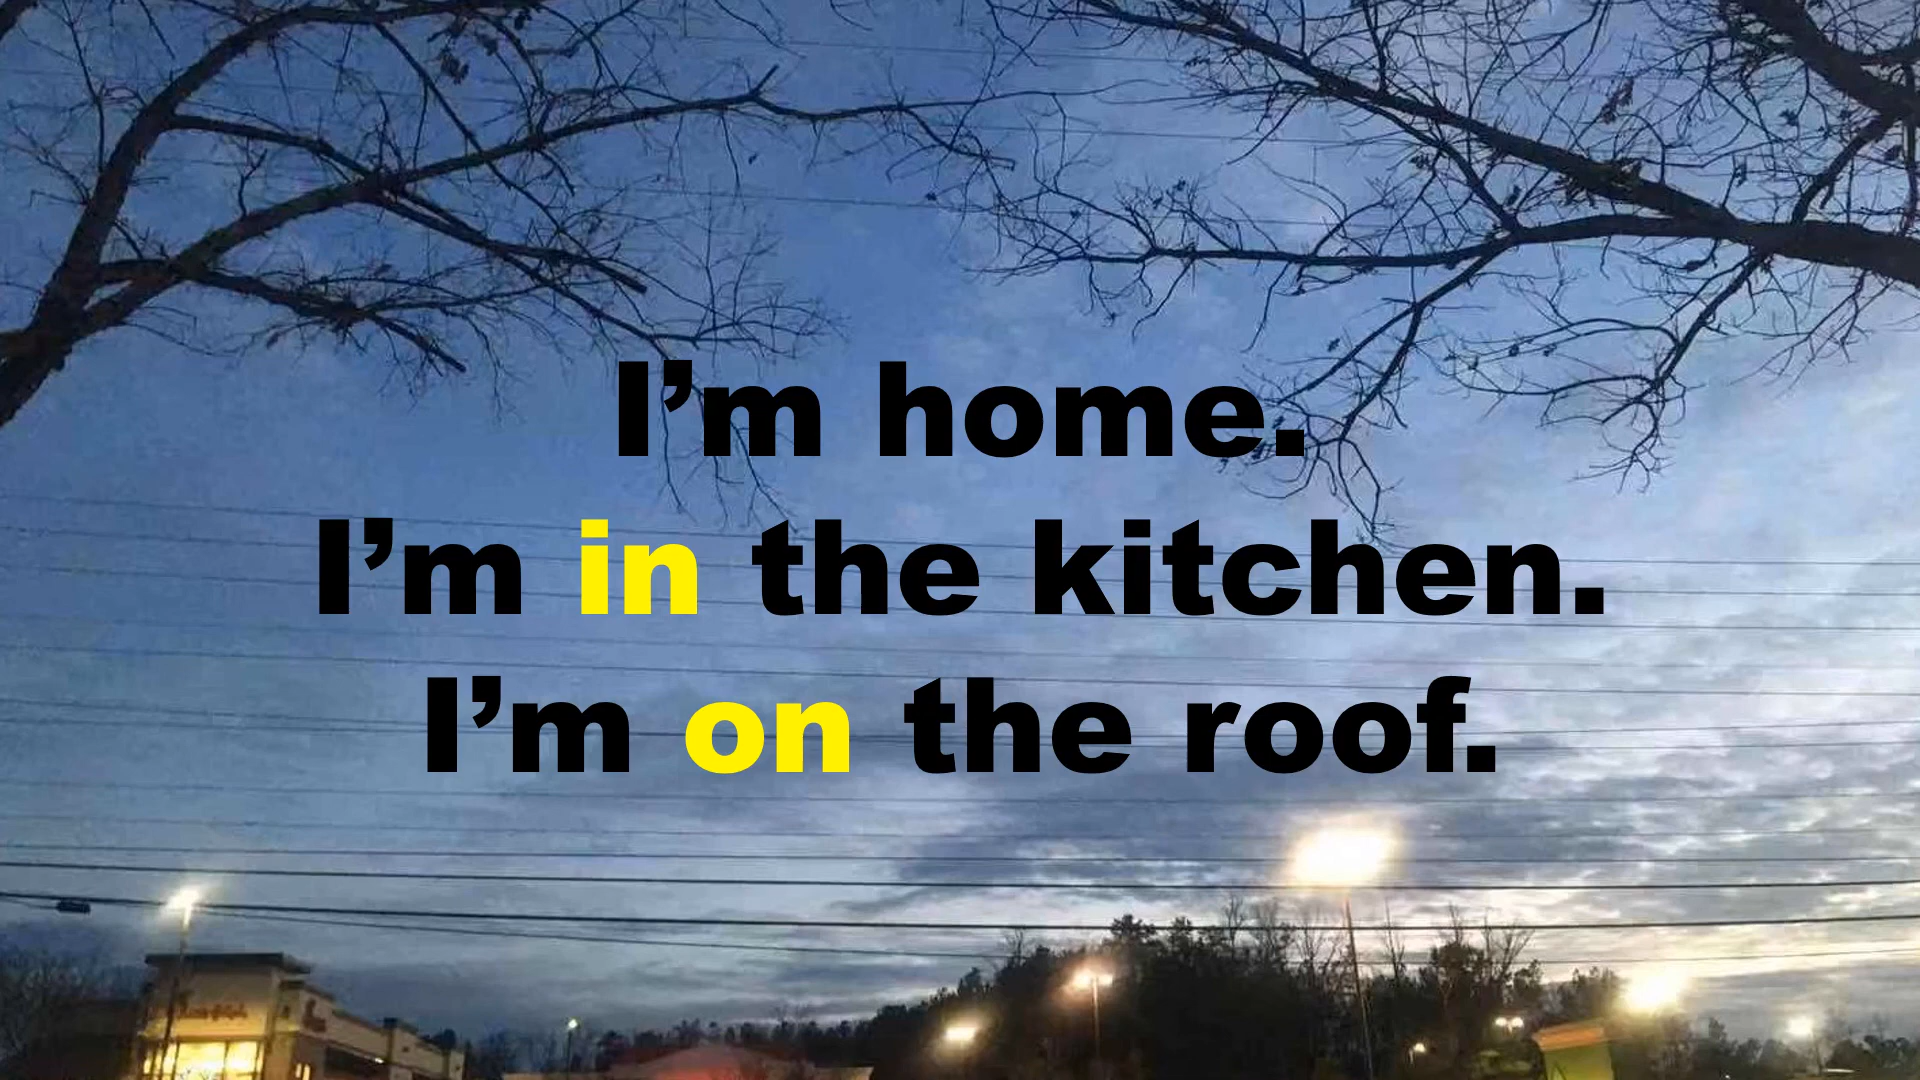 I’m home.
I’m in the kitchen.
I’m on the roof.